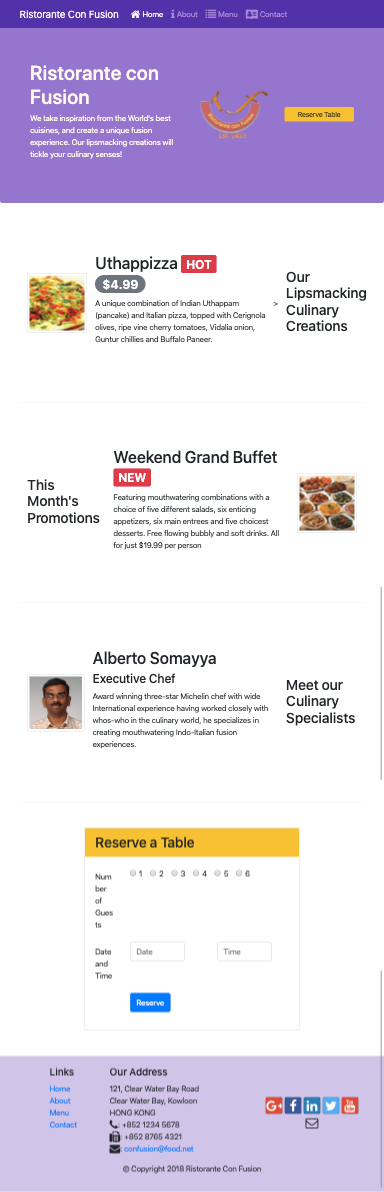 Ristorante Con Fusion Home About Menu Contact
Ristorante con
Fusion
We take inspiration from the World's best
cuisines, and create a unique fusion
experience. Our lipsmacking creations will
tickle your culinary senses!
Ristorante con Fusion
Reserve Table
Uthappizza HOT
$4.99
A unique combination of Indian Uthappam
(pancake) and Italian pizza, topped with Cerignola
olives, ripe vine cherry tomatoes, Vidalia onion,
Guntur chillies and Buffalo Paneer.
>
Our
Lipsmacking
Culinary
Creations
This
Month's
Promotions
Weekend Grand Buffet
NEW
Featuring mouthwatering combinations with a
choice of five different salads, six enticing
appetizers, six main entrees and five choicest
desserts. Free flowing bubbly and soft drinks. All
for just $19.99 per person
Alberto Somayya
Executive Chef
Award winning three-star Michelin chef with wide
International experience having worked closely with
whos-who in the culinary world, he specializes in
creating mouthwatering Indo-Italian fusion
experiences.
Meet our
Culinary
Specialists
Reserve a Table
Num
ber
of
Gues
ts
1 2 3 4 5 6
Date
and
Time
Date Time
Reserve
Links
Home
About
Menu
Contact
Our Address
121, Clear Water Bay Road
Clear Water Bay, Kowloon
HONG KONG
: +852 1234 5678
: +852 8765 4321
: confusion@food.net
© Copyright 2018 Ristorante Con Fusion